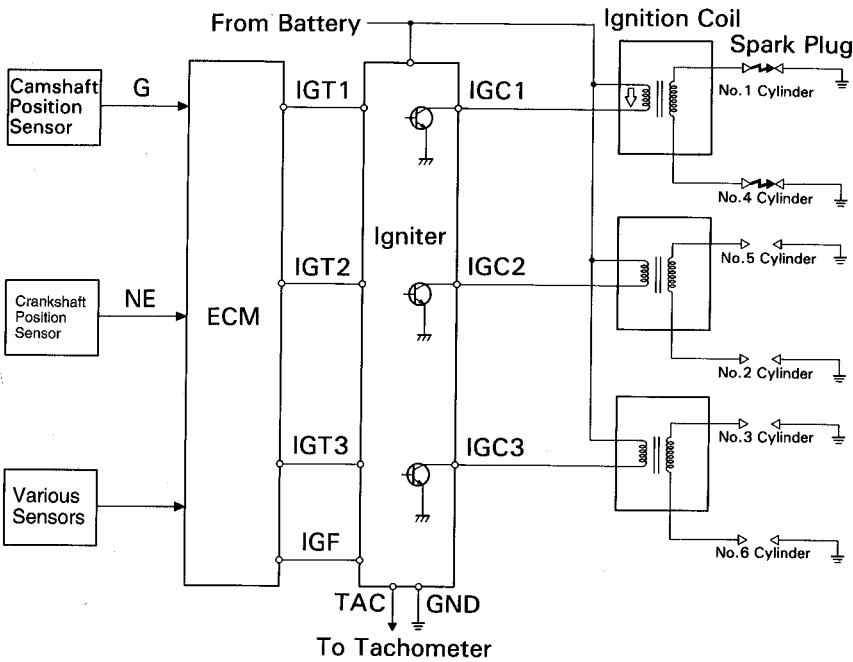 From Battery
Ignition Coil
Spark Plug
Camshaft
Position
Sensor
G
IGT1
IGC1
No.1 Cylinder
No.4 Cylinder
Igniter
Crankshaft
Position
Sensor
NE
ECM
IGT2
IGC2
No.5 Cylinder
No.2 Cylinder
IGT3
IGC3
No.3 Cylinder
Various
Sensors
IGF
No.6 Cylinder
TAC
GND
To Tachometer